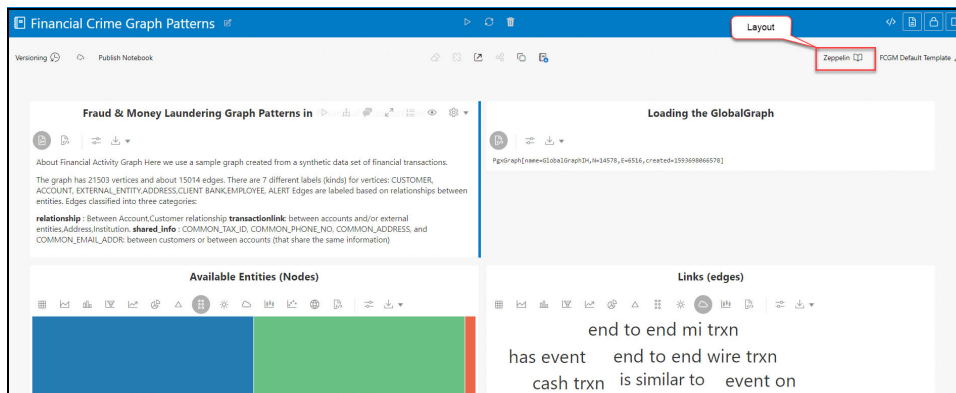 Financial Crime Graph Patterns
Layout
Versioning
Publish Notebook
Zeppelin
FCGM Default Template
Fraud & Money Laundering Graph Patterns in
About Financial Activity Graph Here we use a sample graph created from a synthetic data set of financial transactions.
The graph has 21503 vertices and about 15014 edges. There are 7 different labels (kinds) for vertices: CUSTOMER,
ACCOUNT, EXTERNAL_ENTITY,ADDRESS,CLIENT BANK,EMPLOYEE, ALERT Edges are labeled based on relationships between
entities. Edges classified into three categories:
relationship : Between Account,Customer relationship transactionlink: between accounts and/or external
entities,Address,Institution. shared_info : COMMON_TAX_ID, COMMON_PHONE_NO, COMMON_ADDRESS, and
COMMON_EMAIL_ADDR: between customers or between accounts (that share the same information)
Loading the GlobalGraph
PgxGraph[name=GlobalGraphIH,N=14578,E=6516,created=1593698066578]
Available Entities (Nodes)
Links (edges)
end to end mi trxn
has event
end to end wire trxn
cash trxn
is similar to
event on